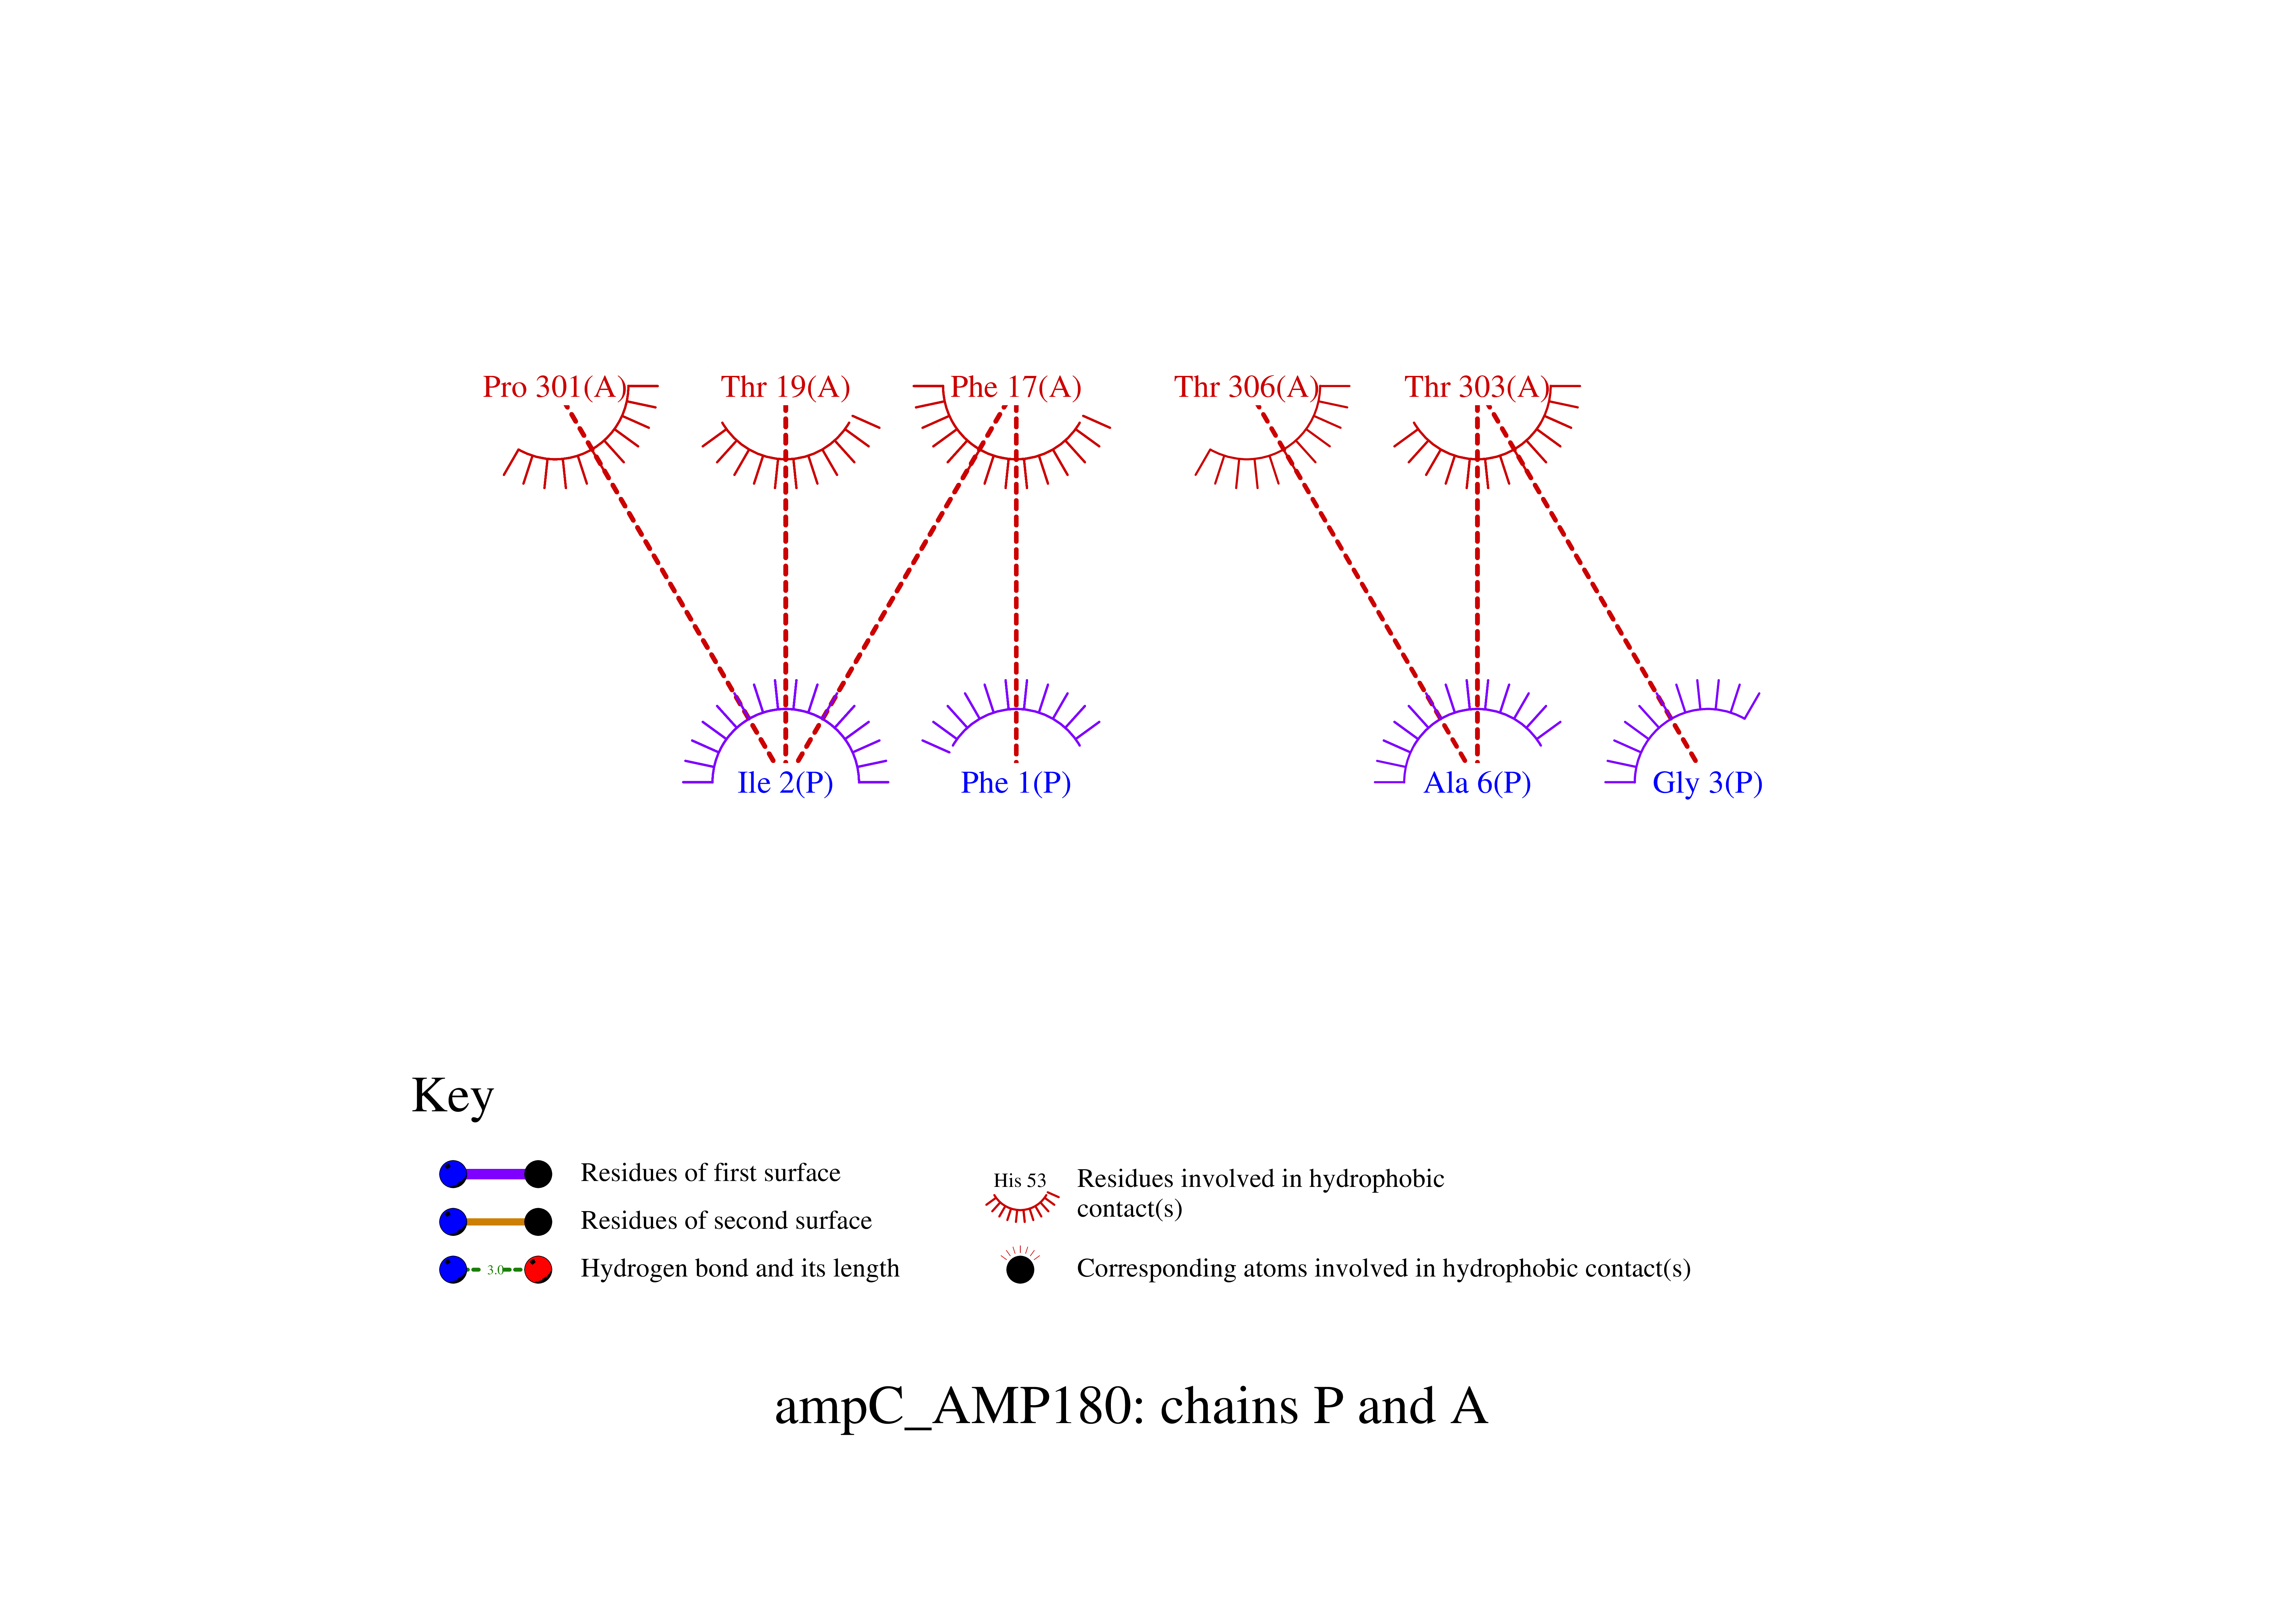 Pro 301(A) Thr 19(A) Phe 17(A) Thr 306(A) Thr 303(A)
Ile 2(P) Phe 1(P) Ala 6(P) Gly 3(P)
Key
Residues of first surface
Residues of second surface
3.0 Hydrogen bond and its length
His 53 Residues involved in hydrophobic
contact(s)
Corresponding atoms involved in hydrophobic contact(s)
ampC_AMP180: chains P and A